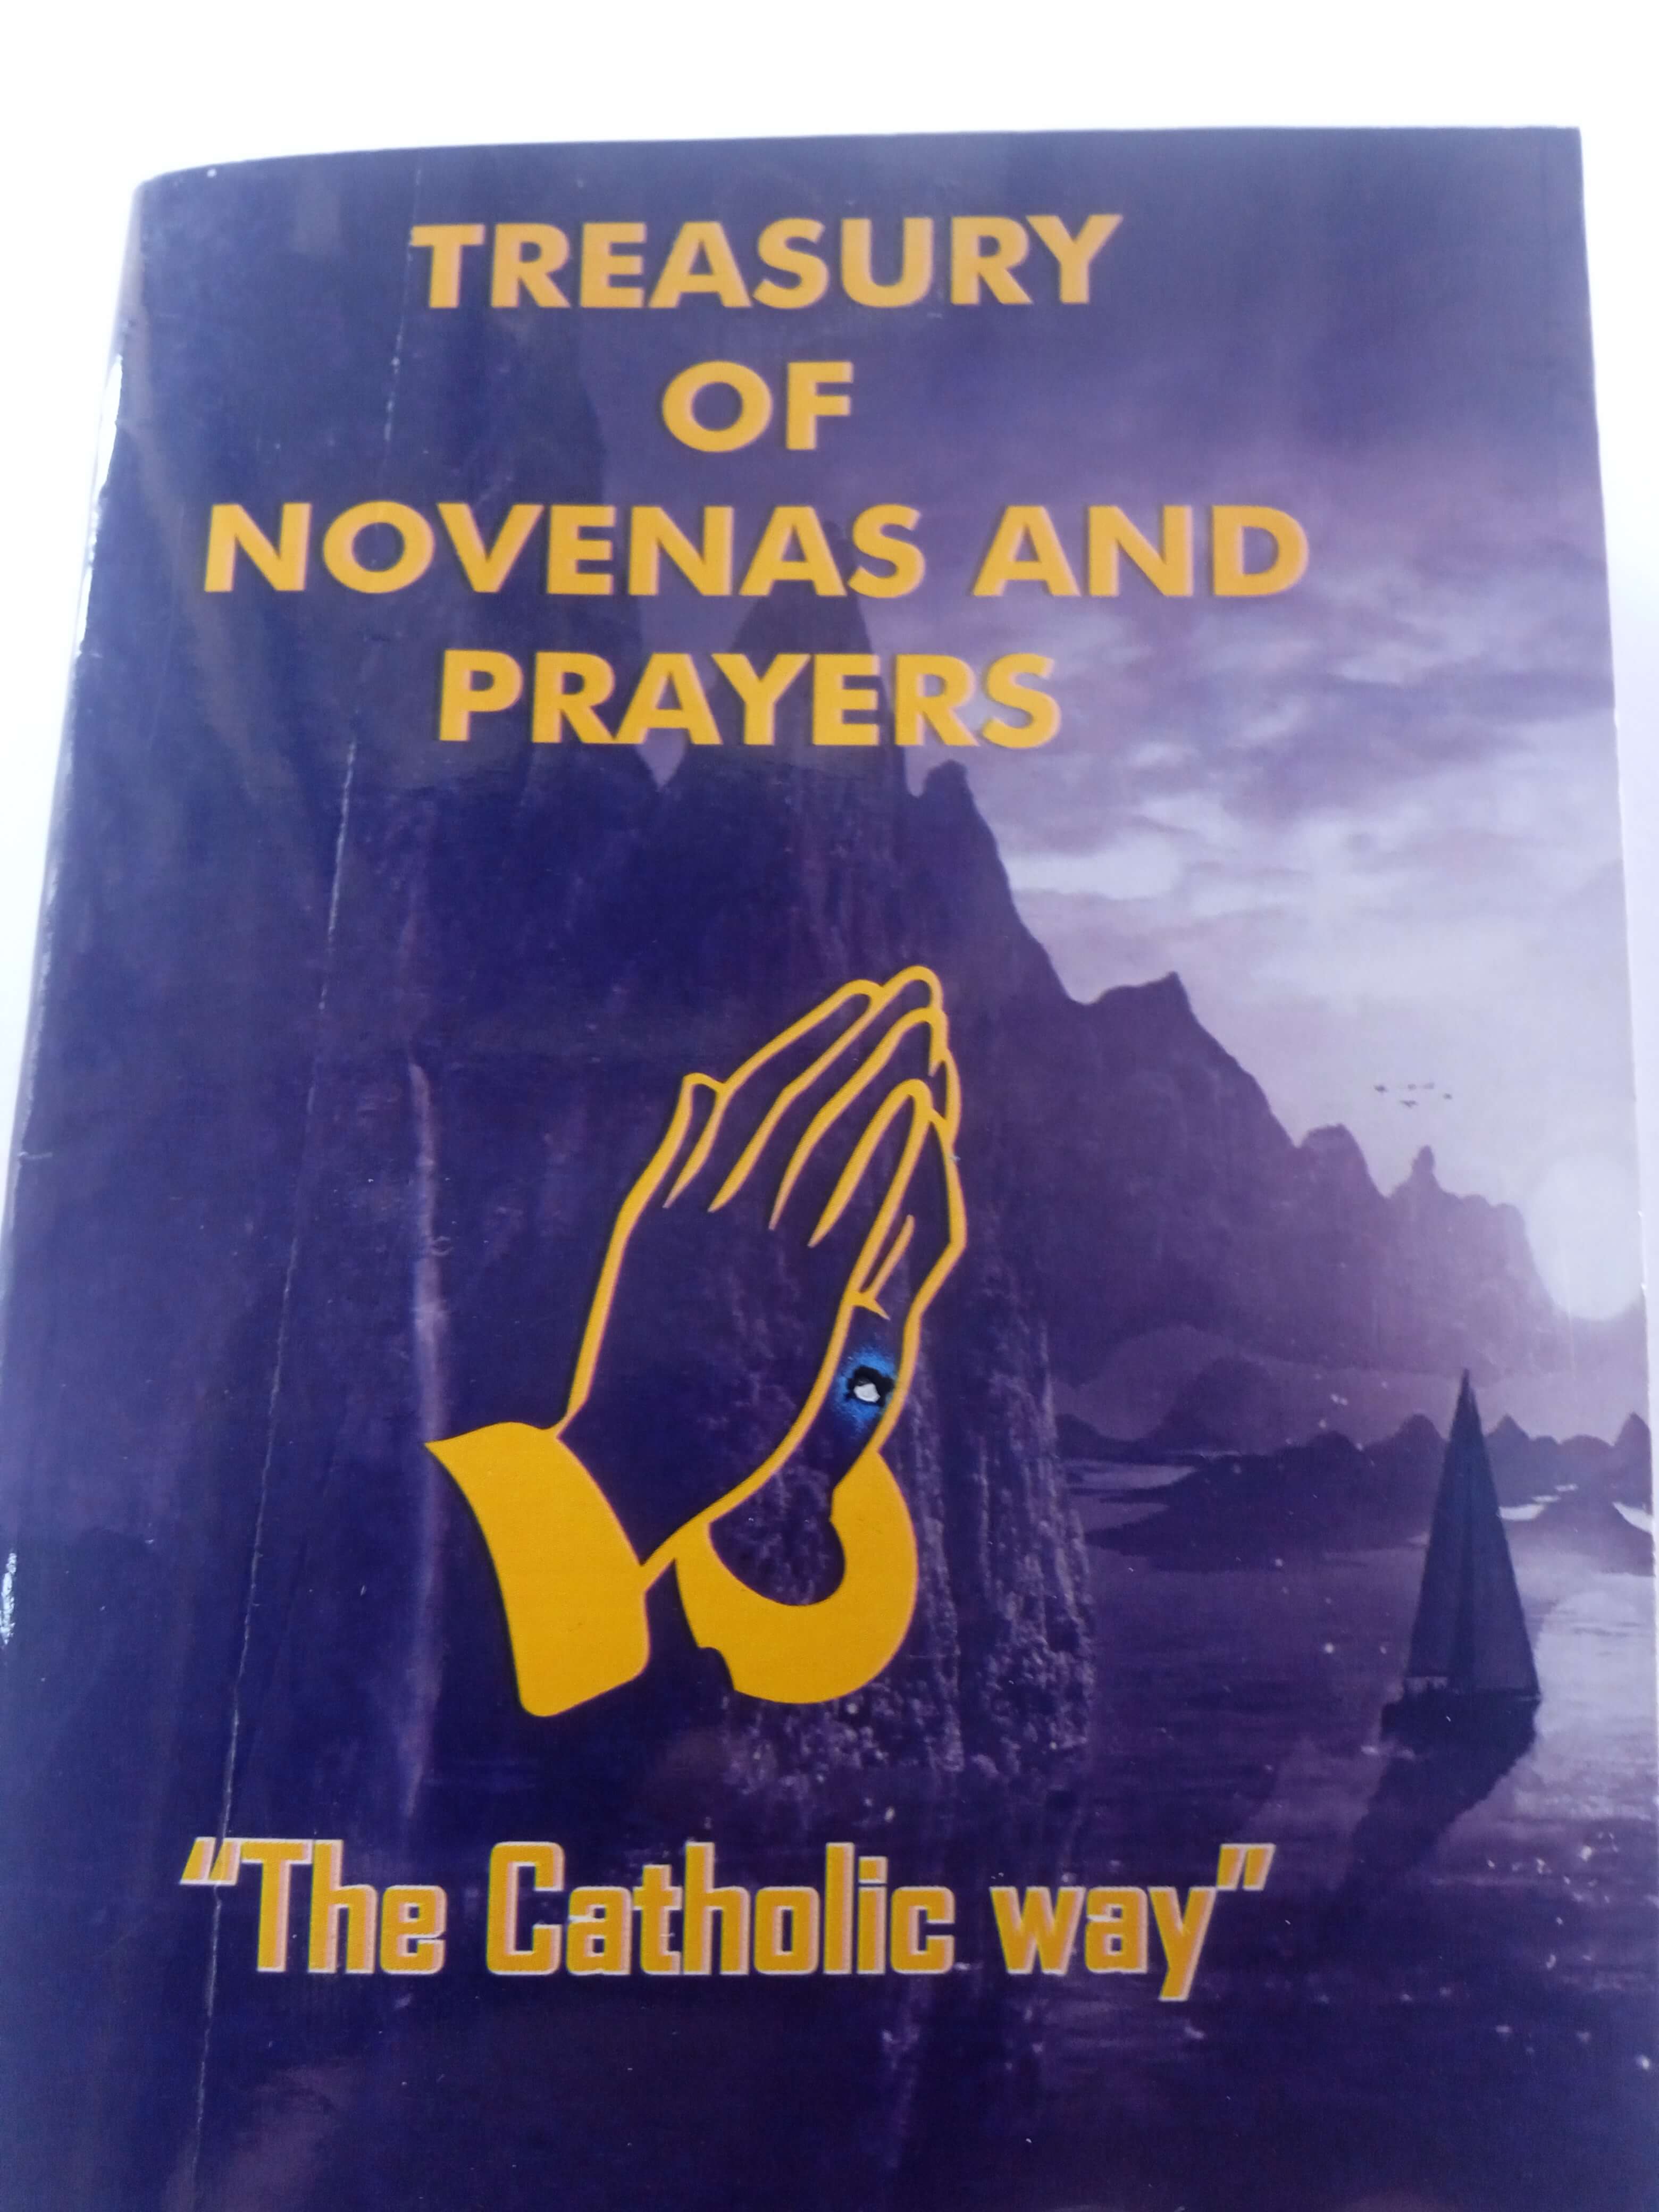 TREASURY
OF
NOVENAS AND
PRAYERS
"The Catholic way"